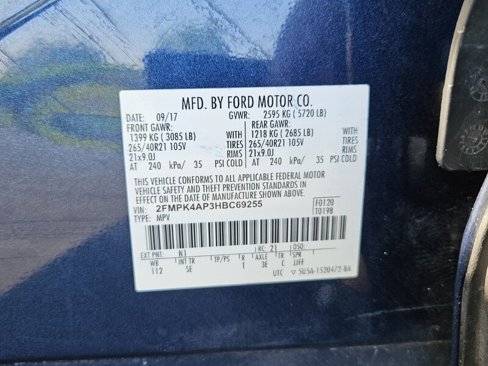 MFD. BY FORD MOTOR CO.
DATE: 09/17 GVWR: 2595 KG ( 5720 LB)
FRONT GAWR: REAR GAWR:
1399 KG ( 3085 LB) WITH 1218 KG ( 2685 LB) WITH
265/40R21 105V TIRES 265/40R21 105V TIRES
21x9.0J RIMS 21x9.0J RIMS
AT 240 kPa/ 35 PSI COLD AT 240 kPa/ 35 PSI COLD
THIS VEHICLE CONFORMS TO ALL APPLICABLE FEDERAL MOTOR
VEHICLE SAFETY AND THEFT PREVENTION STANDARDS IN
EFFECT ON THE DATE OF MANUFACTURE SHOWN ABOVE.
VIN: 2FMPK4AP3HBC69255 F0120
TYPE: MPV T0198
EXT PNT: N1 RC: 21 DSO:
WB INT TR TP/PS R AXLE TR SPR
112 SE 1 3E C JJFF
UTC 5U5A-1520472-BA